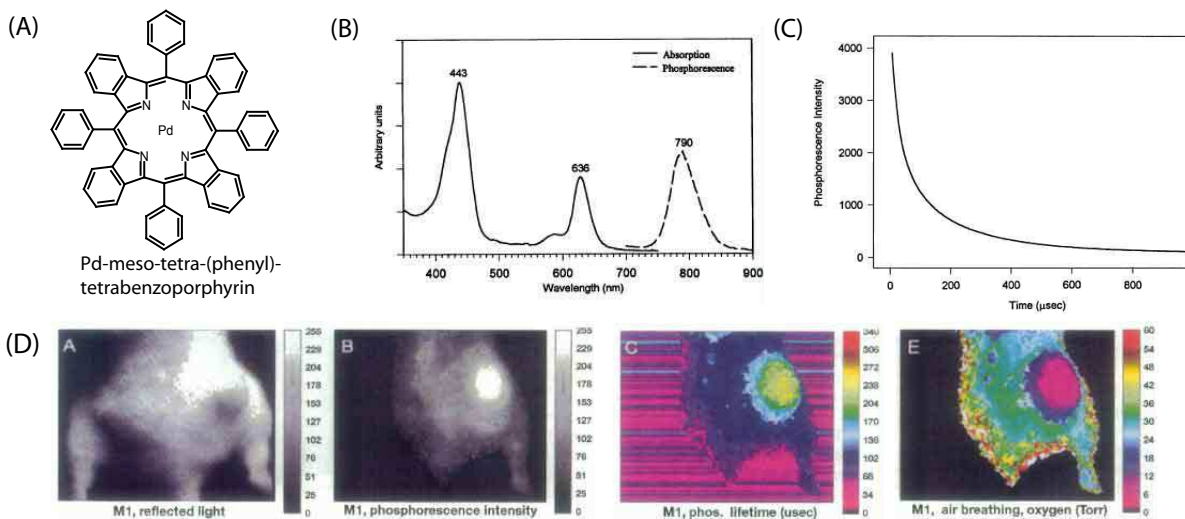 (A)
N
N
Pd
N
N
Pd-meso-tetra-(phenyl)-
tetrabenzoporphyrin
(B)
Absorption
Phosphorescence
443
636
790
Arbitrary units
400
500
600
700
800
900
Wavelength (nm)
(C)
4000
3000
2000
1000
0
Phosphorescence Intensity
0
200
400
600
800
Time (μsec)
(D)
A
255
229
204
178
153
127
102
76
51
25
0
M1, reflected light
B
255
229
204
178
153
127
102
76
51
25
0
M1, phosphorescence intensity
C
340
306
272
238
204
170
136
102
68
34
0
M1, phos. lifetime (usec)
E
60
54
48
42
36
30
24
18
12
6
0
M1, air breathing, oxygen (Torr)